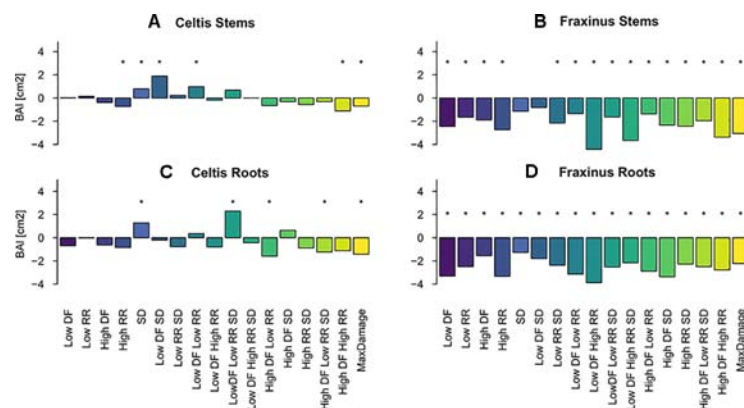 A Celtis Stems
BAI [cm2]
4
2
0
−2
−4
* * * * * *
B Fraxinus Stems
4
2
0
−2
−4
* * * * * * * * * * * * * * *
C Celtis Roots
BAI [cm2]
4
2
0
−2
−4
* * * * *
D Fraxinus Roots
4
2
0
−2
−4
* * * * * * * * * * * * * * * * *
Low DF
Low RR
High DF
High RR
SD
Low DF SD
Low RR SD
Low DF Low RR
Low DF High RR
LowDF Low RR SD
Low DF High RR SD
High DF Low RR
High DF SD
High RR SD
High DF Low RR SD
High DF High RR
MaxDamage
Low DF
Low RR
High DF
High RR
SD
Low DF SD
Low RR SD
Low DF Low RR
Low DF High RR
Low DF Low RR SD
Low DF High RR SD
High DF Low RR
High DF SD
High RR SD
High DF Low RR SD
High DF High RR
MaxDamage